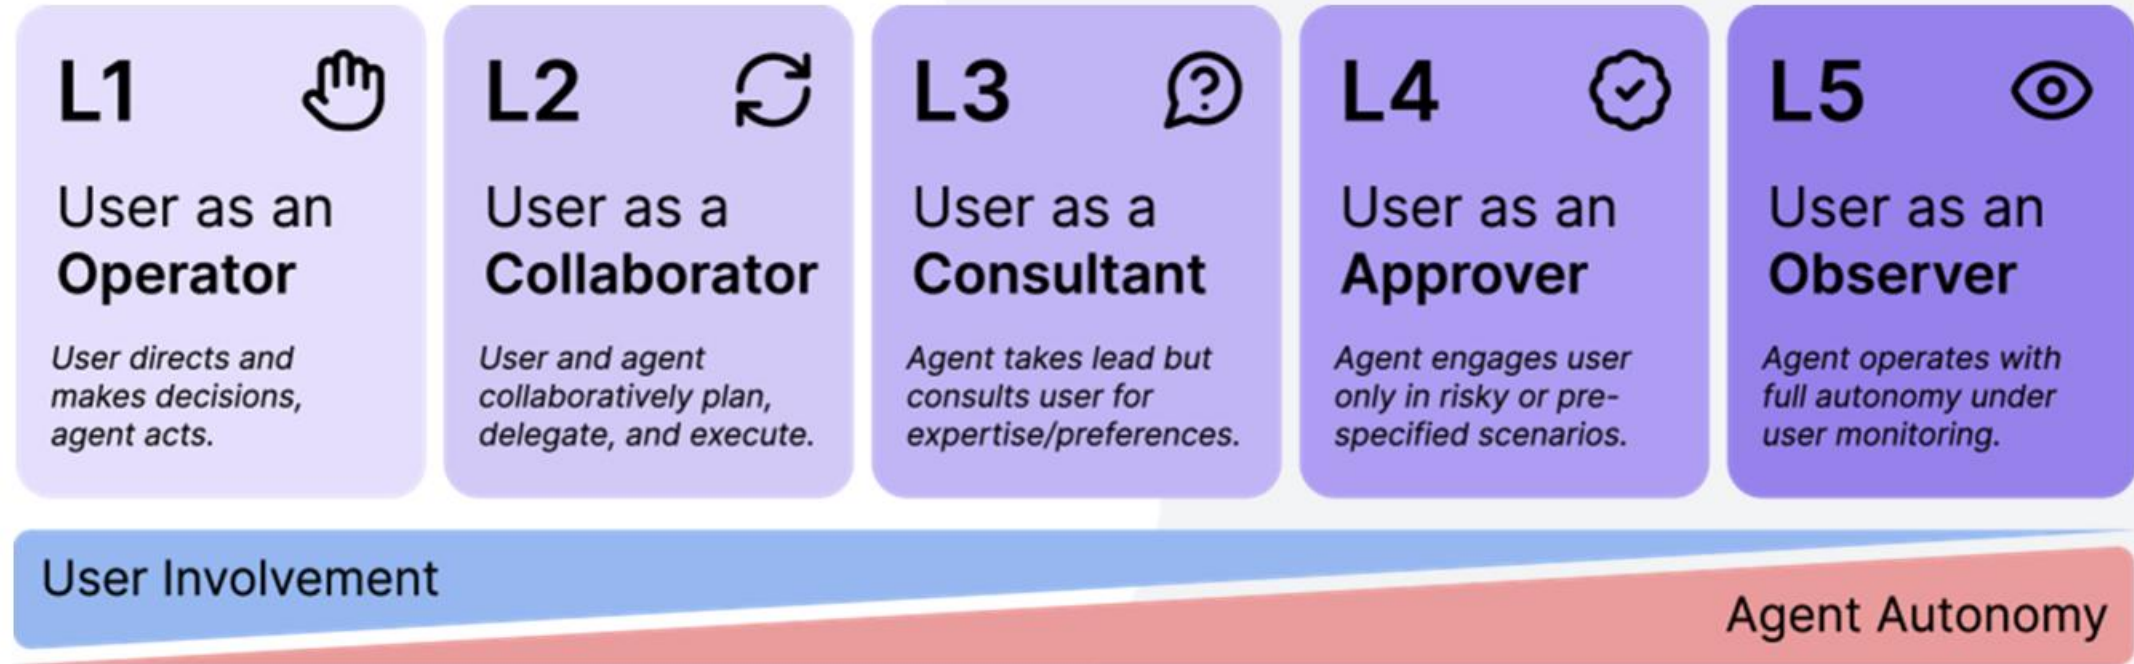 L1
User as an
Operator
User directs and
makes decisions,
agent acts.
L2
User as a
Collaborator
User and agent
collaboratively plan,
delegate, and execute.
L3
User as a
Consultant
Agent takes lead but
consults user for
expertise/preferences.
L4
User as an
Approver
Agent engages user
only in risky or pre-
specified scenarios.
L5
User as an
Observer
Agent operates with
full autonomy under
user monitoring.
User Involvement
Agent Autonomy